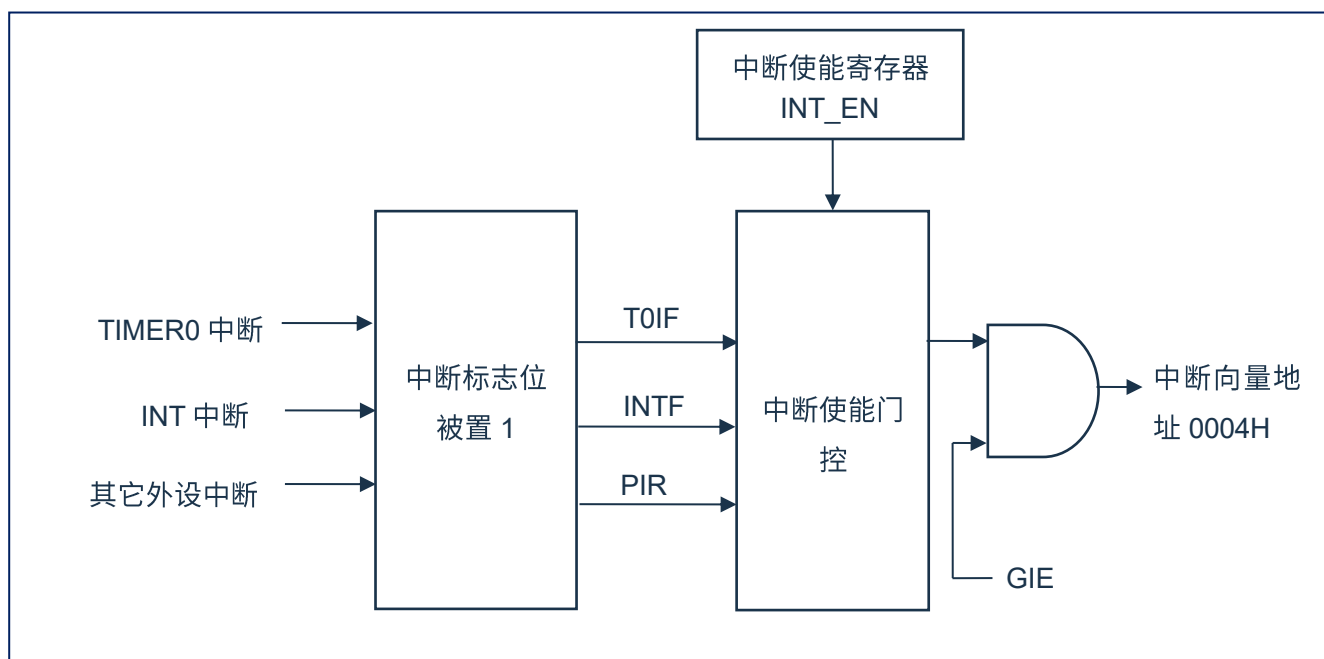 中断使能寄存器
INT_EN
TIMER0 中断
INT 中断
其它外设中断
中断标志位
被置 1
T0IF
INTF
PIR
中断使能门
控
GIE
中断向量地
址 0004H